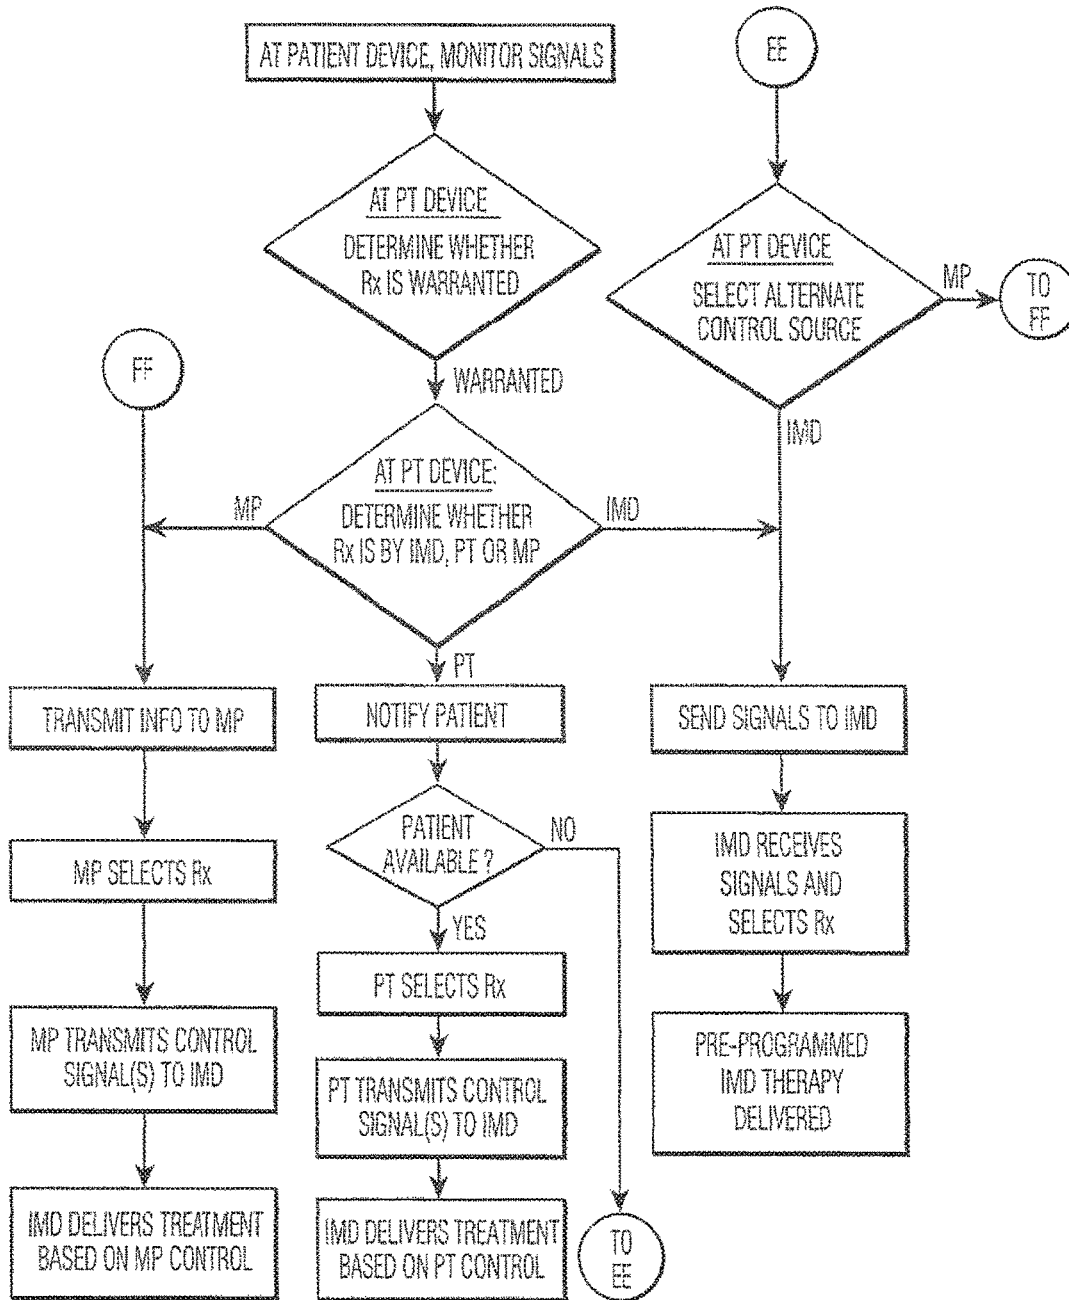 AT PATIENT DEVICE, MONITOR SIGNALS
EE
AT PT DEVICE
DETERMINE WHETHER
Rx IS WARRANTED
AT PT DEVICE
SELECT ALTERNATE
CONTROL SOURCE
MP
TO
FF
FF
WARRANTED
IMD
AT PT DEVICE:
DETERMINE WHETHER
Rx IS BY IMD, PT OR MP
MP
IMD
PT
TRANSMIT INFO TO MP
NOTIFY PATIENT
SEND SIGNALS TO IMD
PATIENT
AVAILABLE ?
NO
YES
MP SELECTS Rx
IMD RECEIVES
SIGNALS AND
SELECTS Rx
PT SELECTS Rx
MP TRANSMITS CONTROL
SIGNAL(S) TO IMD
PT TRANSMITS CONTROL
SIGNAL(S) TO IMD
PRE-PROGRAMMED
IMD THERAPY
DELIVERED
IMD DELIVERS TREATMENT
BASED ON MP CONTROL
IMD DELIVERS TREATMENT
BASED ON PT CONTROL
TO
EE